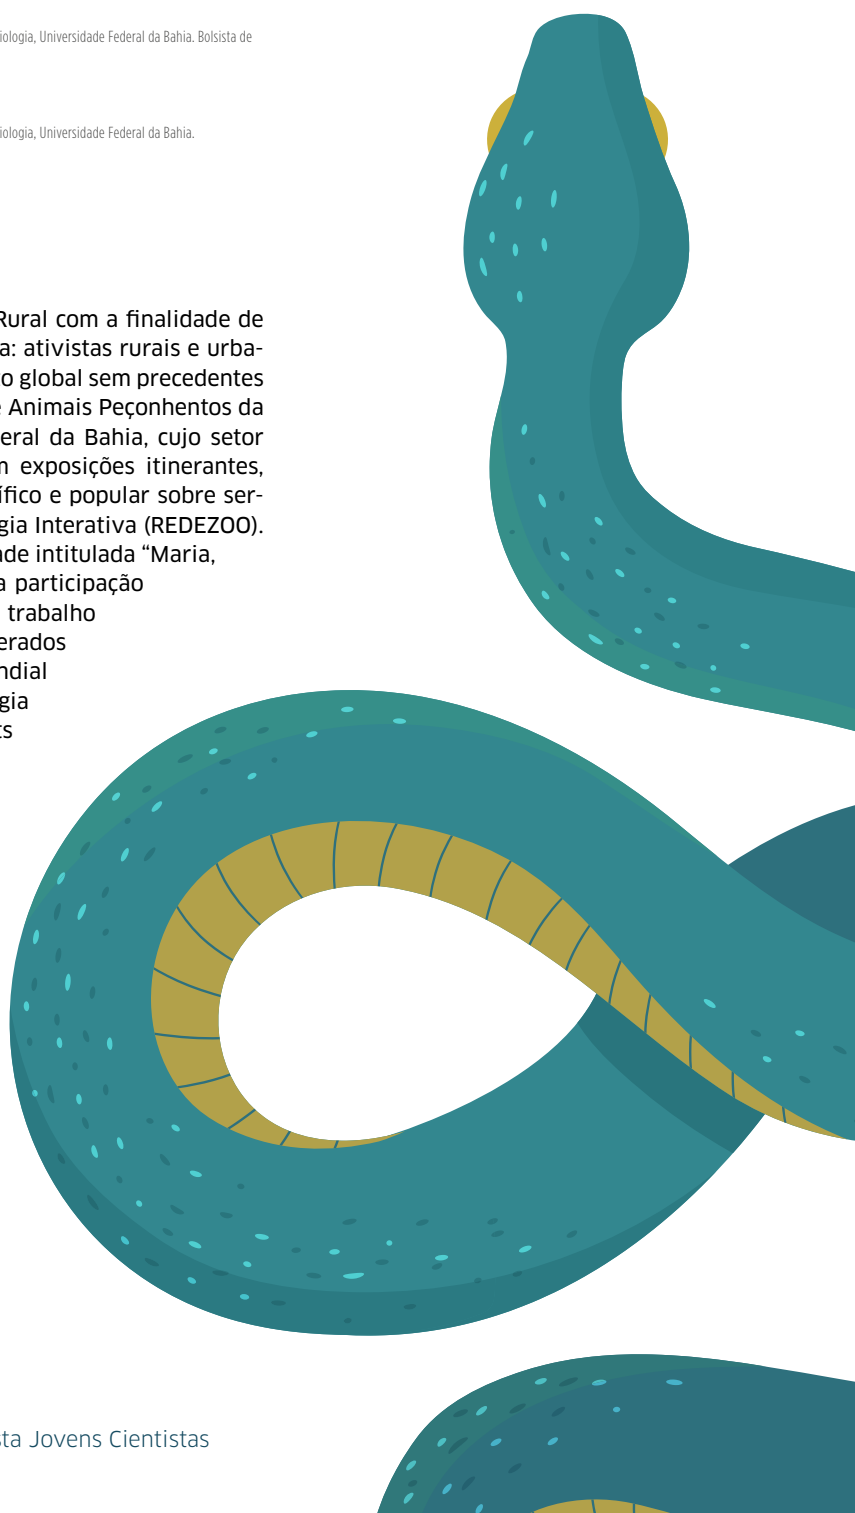 iologia, Universidade Federal da Bahia. Bolsista de
iologia, Universidade Federal da Bahia.
Rural com a finalidade de
a: ativistas rurais e urba-
o global sem precedentes
e Animais Peçonhentos da
eral da Bahia, cujo setor
m exposições itinerantes,
ífico e popular sobre ser-
gia Interativa (REDEZOO).
ade intitulada “Maria,
a participação
trabalho
erados
ndial
gia
ts
sta Jovens Cientistas